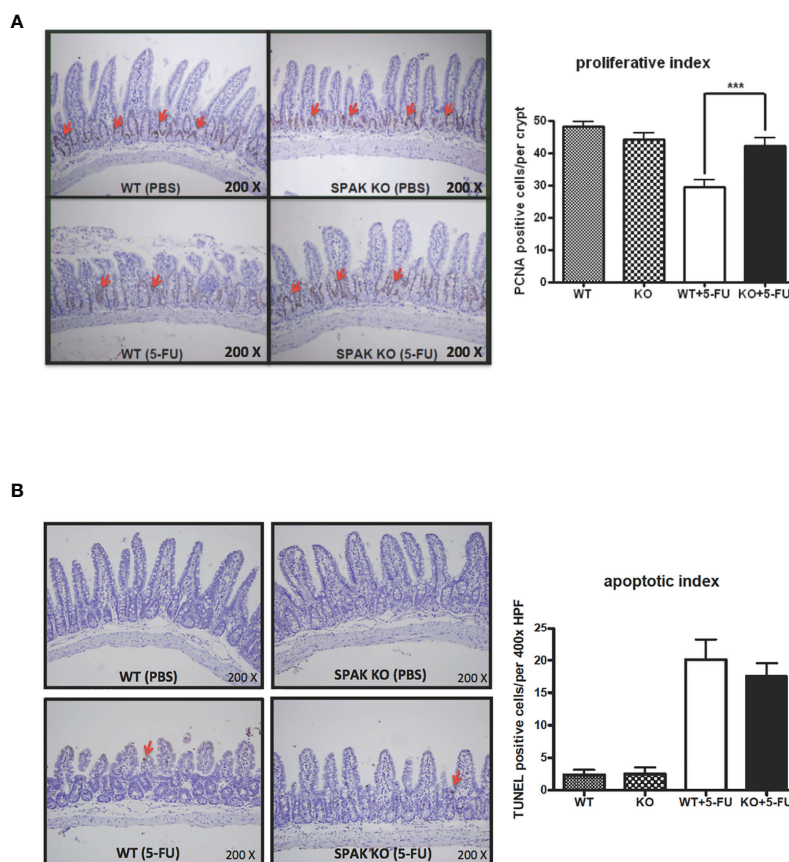 A
WT (PBS) 200 X
SPAK KO (PBS) 200 X
WT (5-FU) 200 X
SPAK KO (5-FU) 200 X
proliferative index
***
PCNA positive cells/per crypt
50
40
30
20
10
0
WT KO WT+5-FU KO+5-FU
B
WT (PBS) 200 X
SPAK KO (PBS) 200 X
WT (5-FU) 200 X
SPAK KO (5-FU) 200 X
apoptotic index
TUNEL positive cells/per 400x HPF
25
20
15
10
5
0
WT KO WT+5-FU KO+5-FU